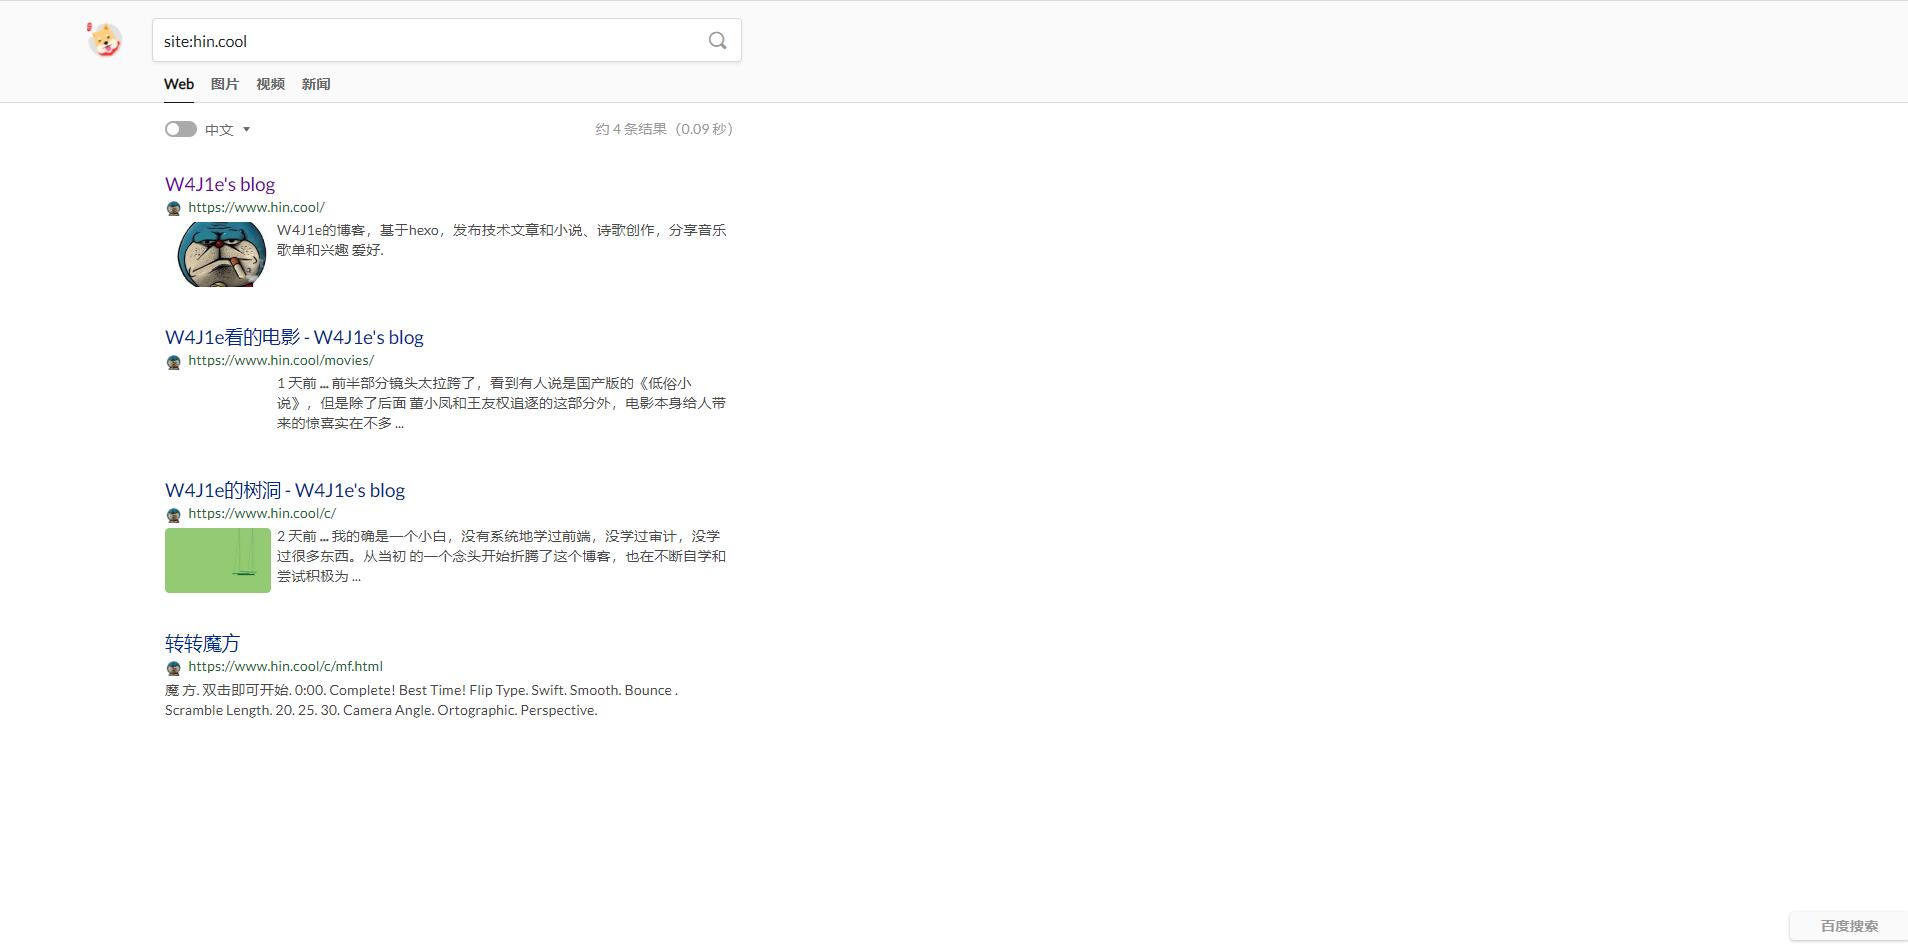 site:hin.cool
Web 图片 视频 新闻
中文 约 4 条结果（0.09 秒）
W4J1e's blog
https://www.hin.cool/
W4J1e的博客，基于hexo，发布技术文章和小说、诗歌创作，分享音乐
歌单和兴趣 爱好.
W4J1e看的电影 - W4J1e's blog
https://www.hin.cool/movies/
1 天前 ... 前半部分镜头太拉跨了，看到有人说是国产版的《低俗小
说》，但是除了后面 董小凤和王友权追逐的这部分外，电影本身给人带
来的惊喜实在不多 ...
W4J1e的树洞 - W4J1e's blog
https://www.hin.cool/c/
2 天前 ... 我的确是一个小白，没有系统地学过前端，没学过审计，没学
过很多东西。从当初 的一个念头开始折腾了这个博客，也在不断自学和
尝试积极为 ...
转转魔方
https://www.hin.cool/c/mf.html
魔 方. 双击即可开始. 0:00. Complete! Best Time! Flip Type. Swift. Smooth. Bounce .
Scramble Length. 20. 25. 30. Camera Angle. Ortographic. Perspective.
百度搜索